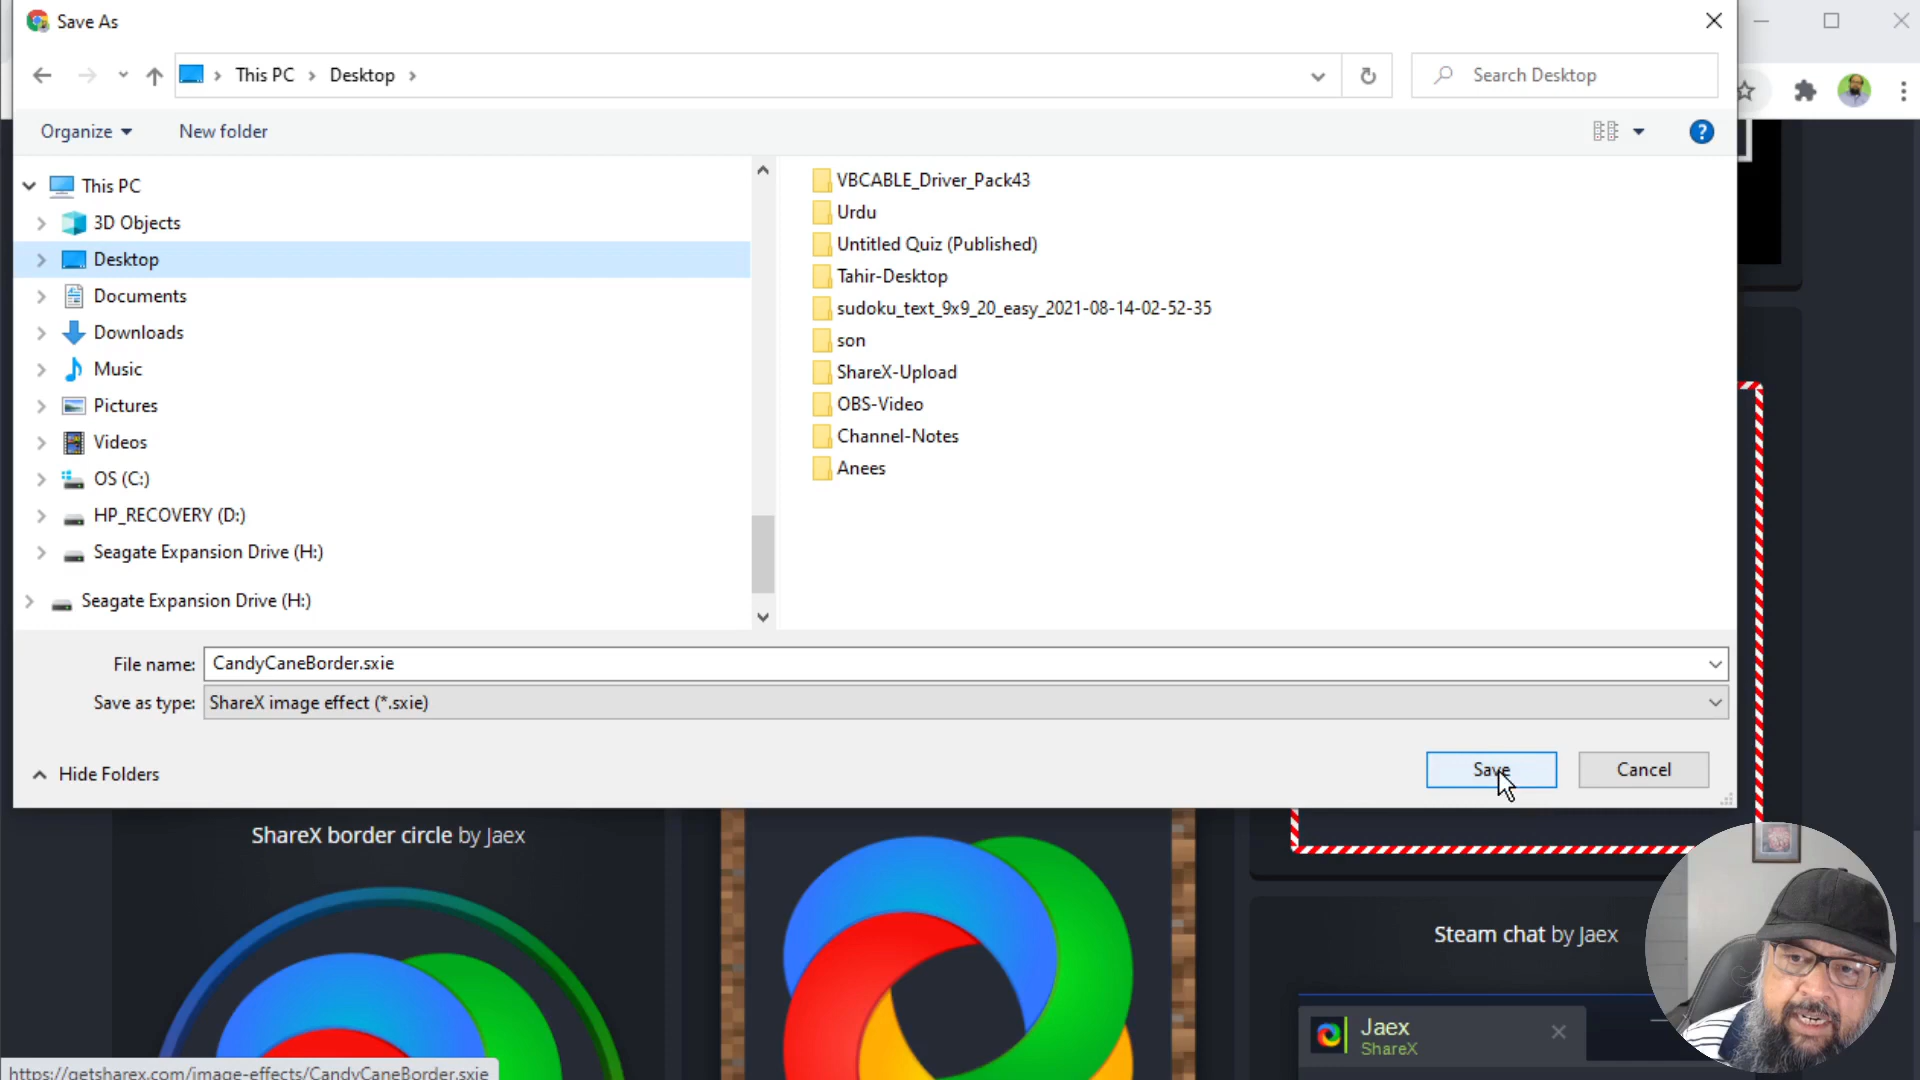 Save As
This PC
Desktop
Search Desktop
Organize
New folder
?
This PC
3D Objects
Desktop
Documents
Downloads
Music
Pictures
Videos
OS (C:)
HP_RECOVERY (D:)
Seagate Expansion Drive (H:)
Seagate Expansion Drive (H:)
VBCABLE_Driver_Pack43
Urdu
Untitled Quiz (Published)
Tahir-Desktop
sudoku_text_9x9_20_easy_2021-08-14-02-52-35
son
ShareX-Upload
OBS-Video
Channel-Notes
Anees
File name: CandyCaneBorder.sxie
Save as type: ShareX image effect (*.sxie)
Hide Folders
Save
Cancel
ShareX border circle by Jaex
Steam chat by Jaex
Jaex
ShareX
https://getsharex.com/image-effects/CandyCaneBorder.sxie